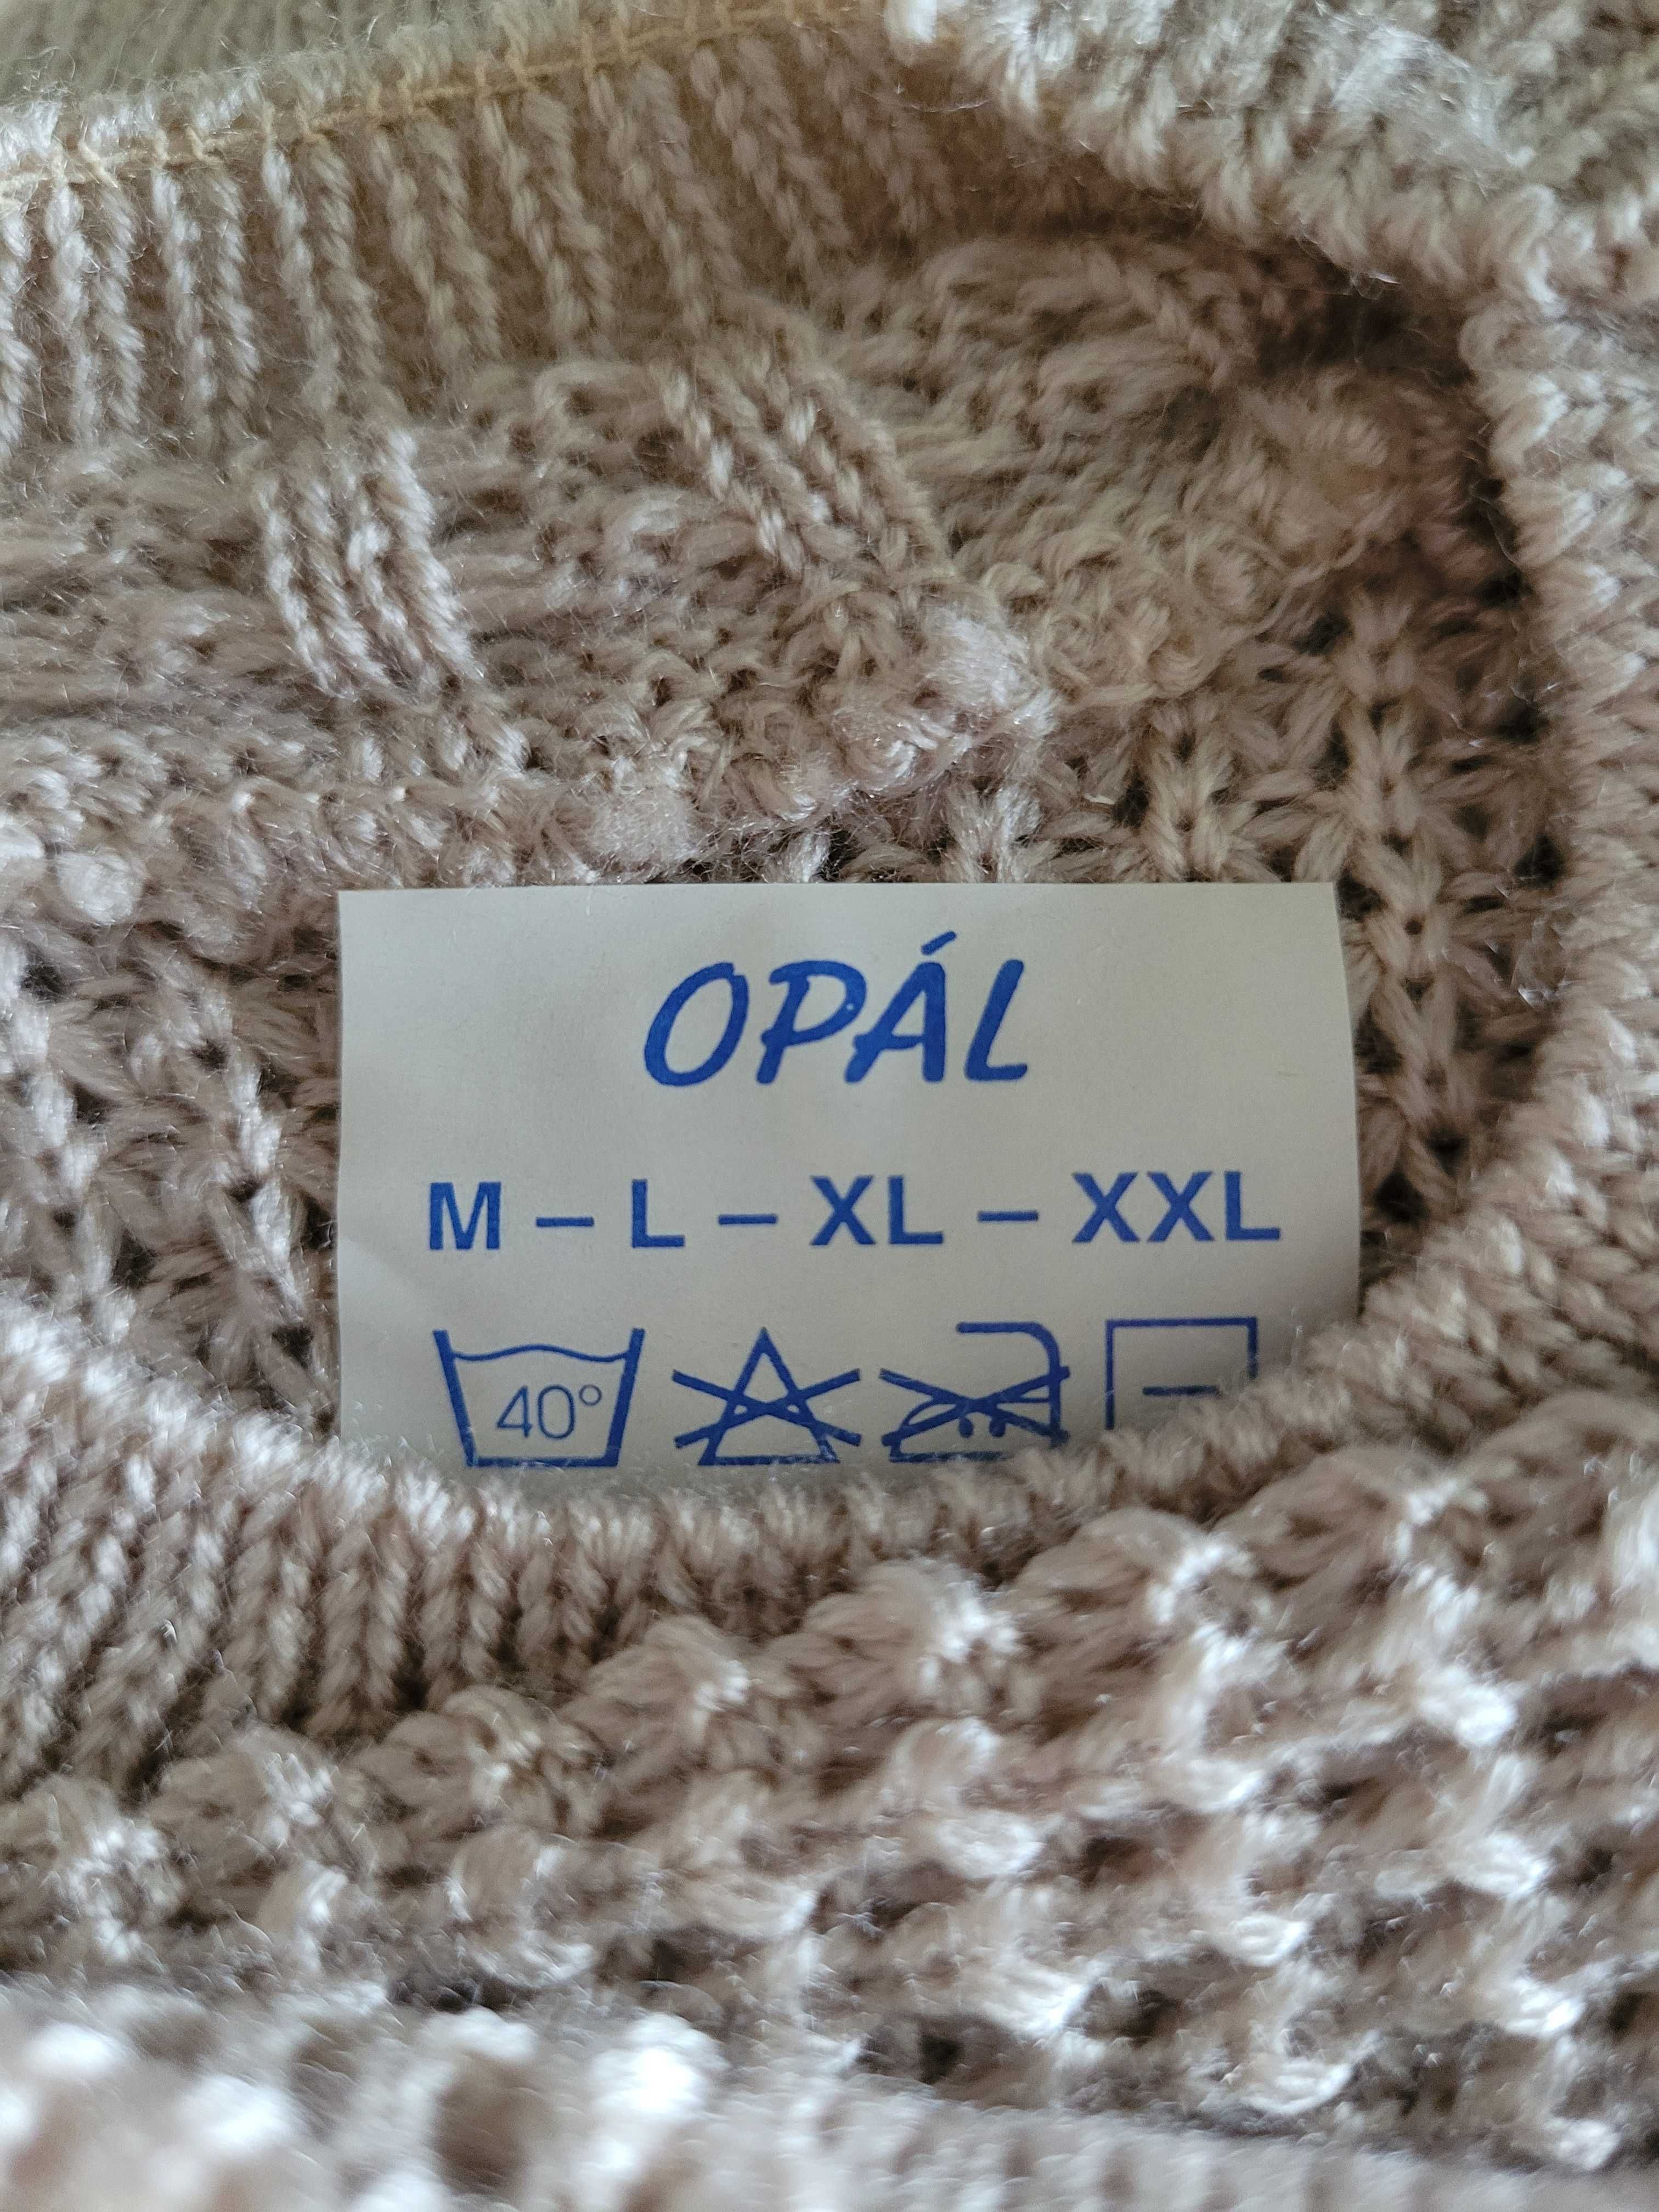 OPÁL
M – L – XL – XXL
40°